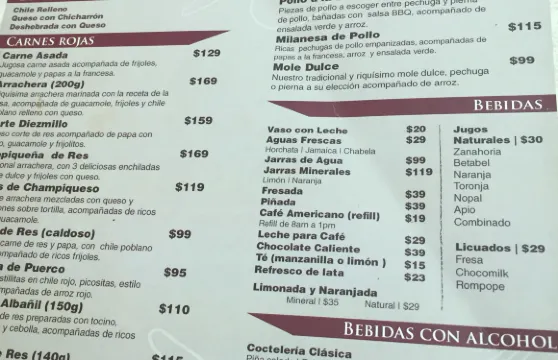 Chile Relleno
Queso con Chicharrón
Deshebrada con Queso
CARNES ROJAS
Carne Asada $129
Jugosa carne asada acompañada de frijoles,
guacamole y papas a la francesa.
Arrachera (200g) $169
arrachera marinada con la receta de la
casa, acompañada de guacamole, frijoles y chile
relleno con queso.
Diezmillo $159
corte de res acompañado de papa con
guacamole y frijolitos.
de Res $169
arrachera, con 3 deliciosas enchiladas
dulce y frijoles con queso.
de Champiqueso $119
arrachera mezcladas con queso y
sobre tortilla, acompañadas de ricos
guacamole.
de Res (caldoso) $99
carne de res y papa, con chile poblano
de ricos frijoles.
de Puerco $95
en chile rojo, picositas, estilo
de arroz rojo.
Albañil (150g) $110
de res preparadas con tocino,
y cebolla, acompañadas de ricos
Res (140g)
Piezas de pollo a escoger entre pechuga y pierna
de pollo, bañadas con salsa BBQ, acompañado de
ensalada verde y arroz.
Milanesa de Pollo $115
Ricas pechugas de pollo empanizadas, acompañadas de
papas a la francesa, arroz y ensalada verde.
Mole Dulce $99
Nuestro tradicional y riquísimo mole dulce, pechuga
o pierna a su elección acompañado de arroz.
BEBIDAS
Vaso con Leche $20
Aguas Frescas $29
Horchata | Jamaica | Chabela
Jarras de Agua $99
Jarras Minerales $119
Limón | Naranja
Fresada $39
Piñada $39
Café Americano (refill) $19
Refill de 8am a 1pm
Leche para Café $29
Chocolate Caliente $39
Té (manzanilla o limón ) $15
Refresco de lata $23
Limonada y Naranjada
Mineral | $35 Natural | $29
Jugos
Naturales | $30
Zanahoria
Betabel
Naranja
Toronja
Nopal
Apio
Combinado
Licuados | $29
Fresa
Chocomilk
Rompope
BEBIDAS CON ALCOHOL
Coctelería Clásica